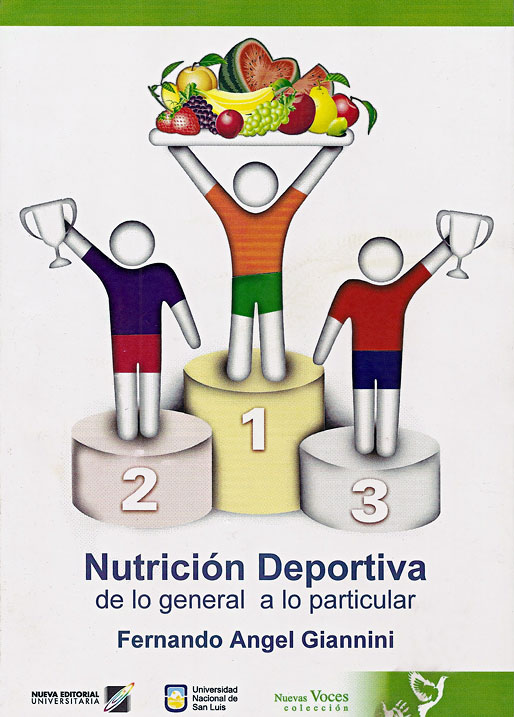 1
2
3
Nutrición Deportiva
de lo general a lo particular
Fernando Angel Giannini
NUEVA EDITORIAL
UNIVERSITARIA
Universidad
Nacional de
San Luis
Nuevas Voces
colección